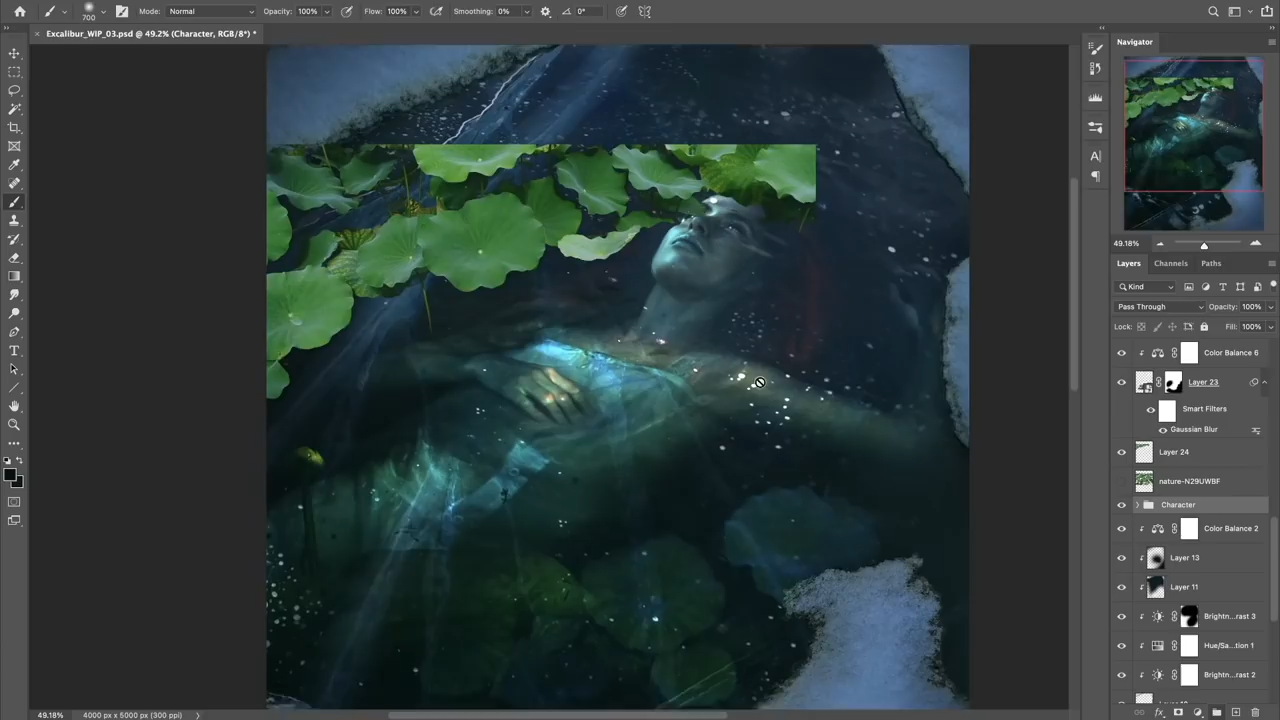 700
Mode: Normal
Opacity: 100%
Flow: 100%
Smoothing: 0%
0°
× Excalibur_WIP_03.psd @ 49.2% (Character, RGB/8*) *
Navigator
49.18%
Layers Channels Paths
Kind
Pass Through Opacity: 100%
Lock: Fill: 100%
Color Balance 6
Layer 23
Smart Filters
Gaussian Blur
Layer 24
nature-N29UWBF
Character
Color Balance 2
Layer 13
Layer 11
Brightn...rast 3
Hue/Sa...tion 1
Brightn...rast 2
49.18% 4000 px x 5000 px (300 ppi)
fx